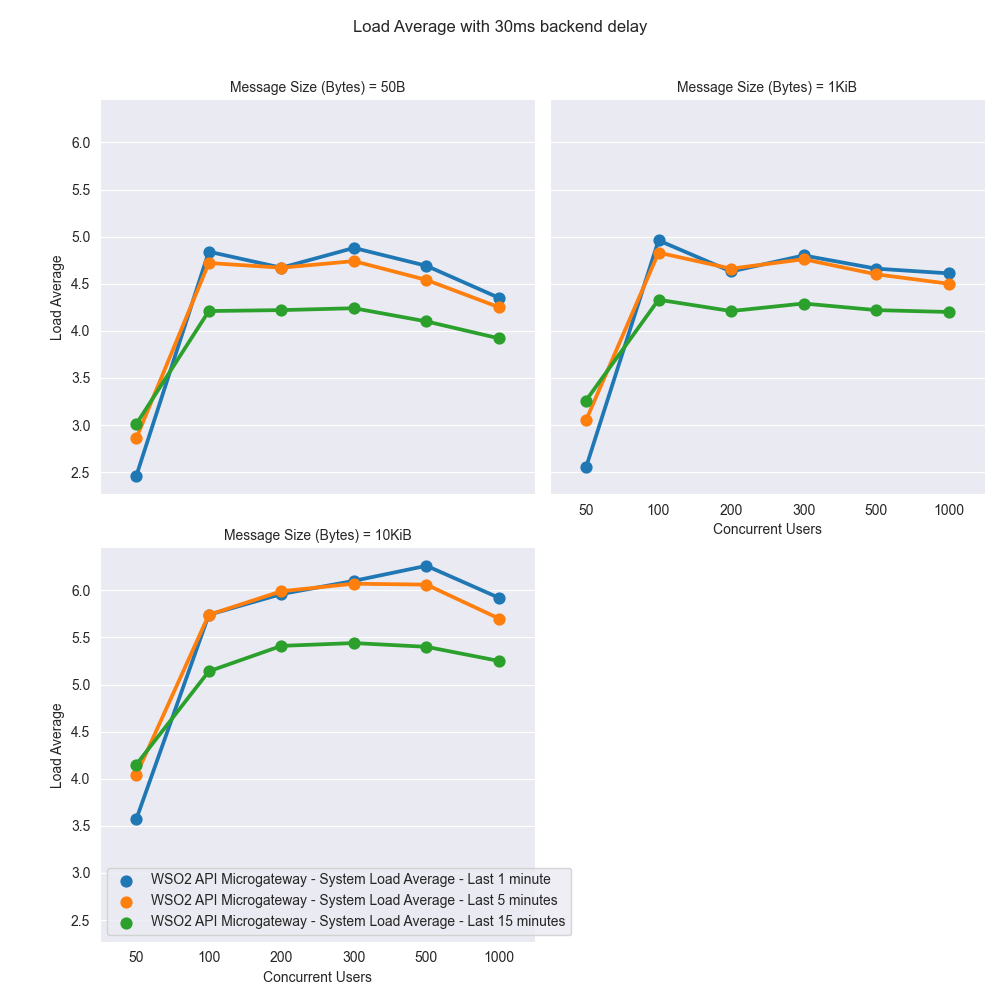 Load Average with 30ms backend delay
Message Size (Bytes) = 50B
Message Size (Bytes) = 1KiB
6.0
5.5
5.0
4.5
4.0
3.5
3.0
2.5
Load Average
50 100 200 300 500 1000
Concurrent Users
Message Size (Bytes) = 10KiB
6.0
5.5
5.0
4.5
4.0
3.5
3.0
2.5
Load Average
WSO2 API Microgateway - System Load Average - Last 1 minute
WSO2 API Microgateway - System Load Average - Last 5 minutes
WSO2 API Microgateway - System Load Average - Last 15 minutes
50 100 200 300 500 1000
Concurrent Users